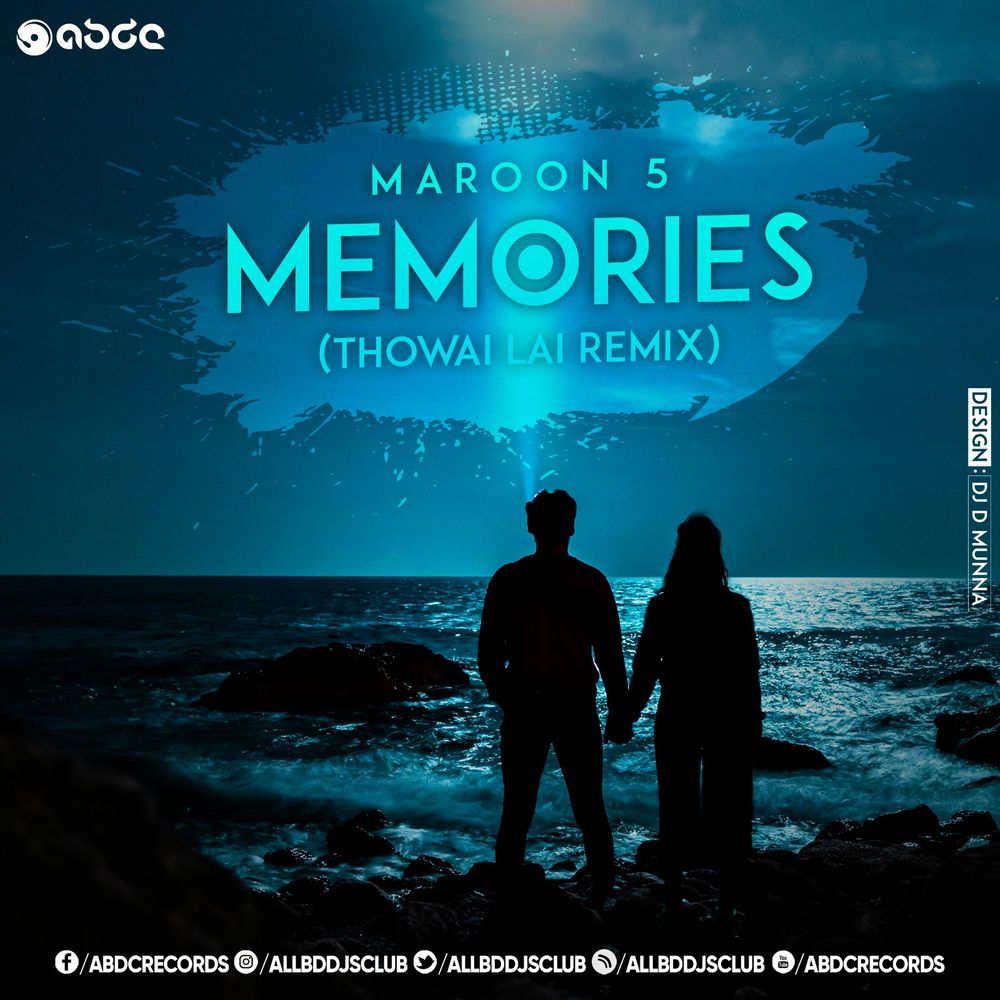 abdc
MAROON 5
MEMORIES
(THOWAI LAI REMIX)
DESIGN : DJ D MUNNA
/ABDCRECORDS /ALLBDDJSCLUB /ALLBDDJSCLUB /ALLBDDJSCLUB /ABDCRECORDS